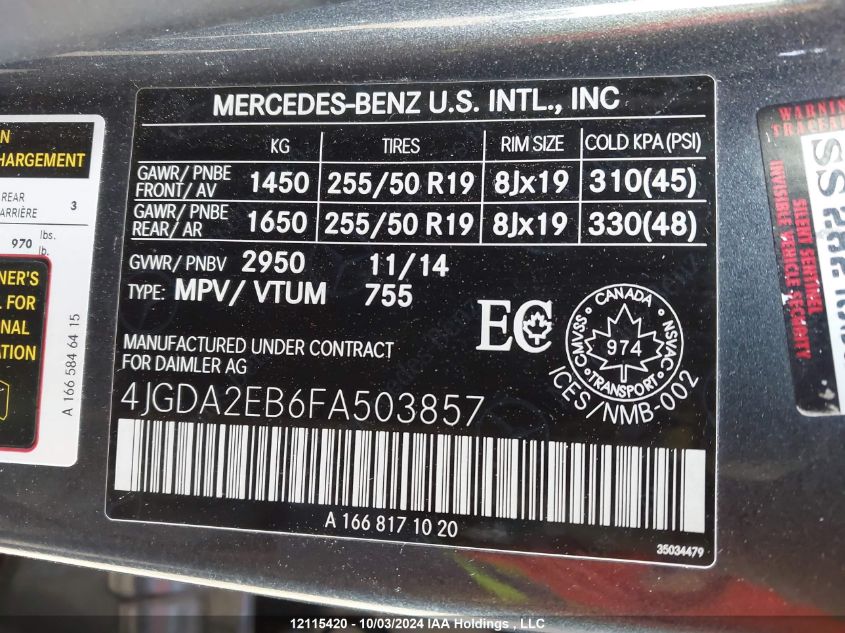 MERCEDES-BENZ U.S. INTL., INC
KG TIRES RIM SIZE COLD KPA (PSI)
GAWR/ PNBE FRONT/ AV 1450 255/50 R19 8Jx19 310(45)
GAWR/ PNBE REAR/ AR 1650 255/50 R19 8Jx19 330(48)
GVWR/ PNBV 2950 11/14
TYPE: MPV/ VTUM 755
MANUFACTURED UNDER CONTRACT
FOR DAIMLER AG
4JGDA2EB6FA503857
A 166 817 10 20
35034479
EC
CANADA
CMVSS
NSVAC
974
TRANSPORT
ICES/NMB-002
HARGEMENT
REAR
ARRIÈRE 3
970 lbs.
lb.
NER'S
FOR
NAL
ATION
A 166 584 64 15
WARNING
INVISIBLE VEHICLE SECURITY
SILENT SENTINEL
12115420 - 10/03/2024 IAA Holdings , LLC